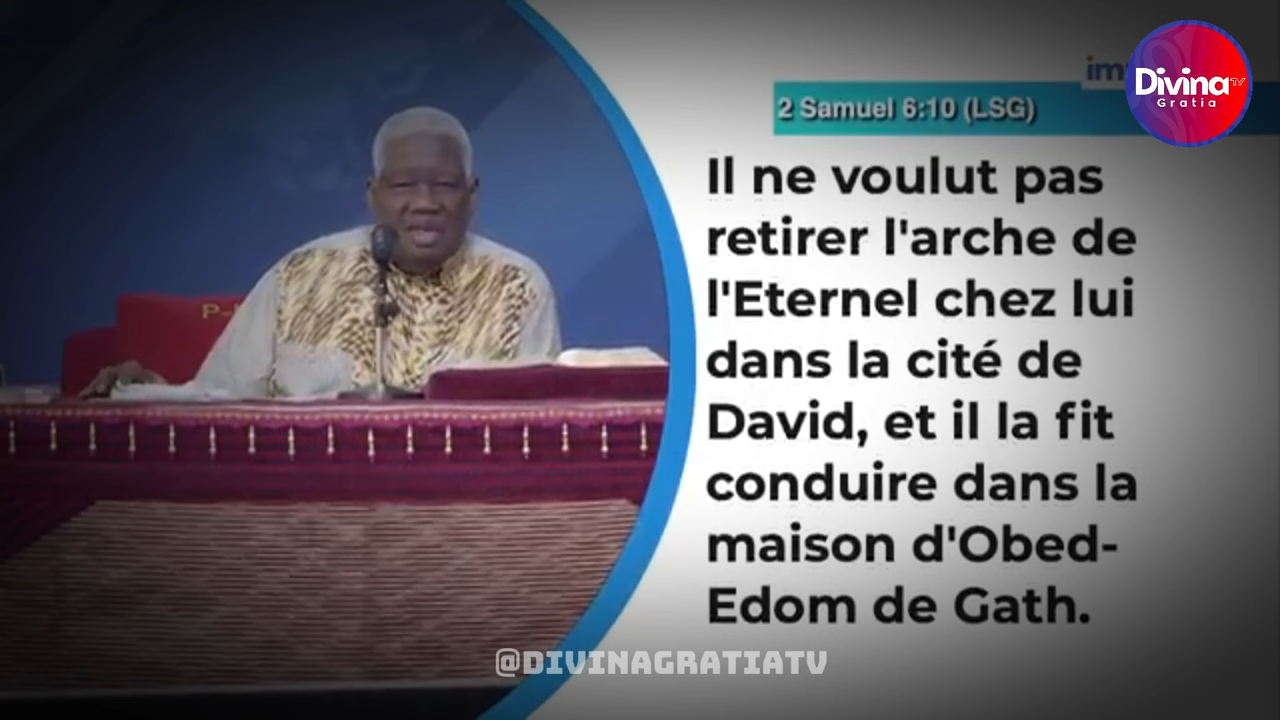 Divina TV
Gratia
2 Samuel 6:10 (LSG)
Il ne voulut pas
retirer l'arche de
l'Eternel chez lui
dans la cité de
David, et il la fit
conduire dans la
maison d'Obed-
Edom de Gath.
@DIVINAGRATIATV